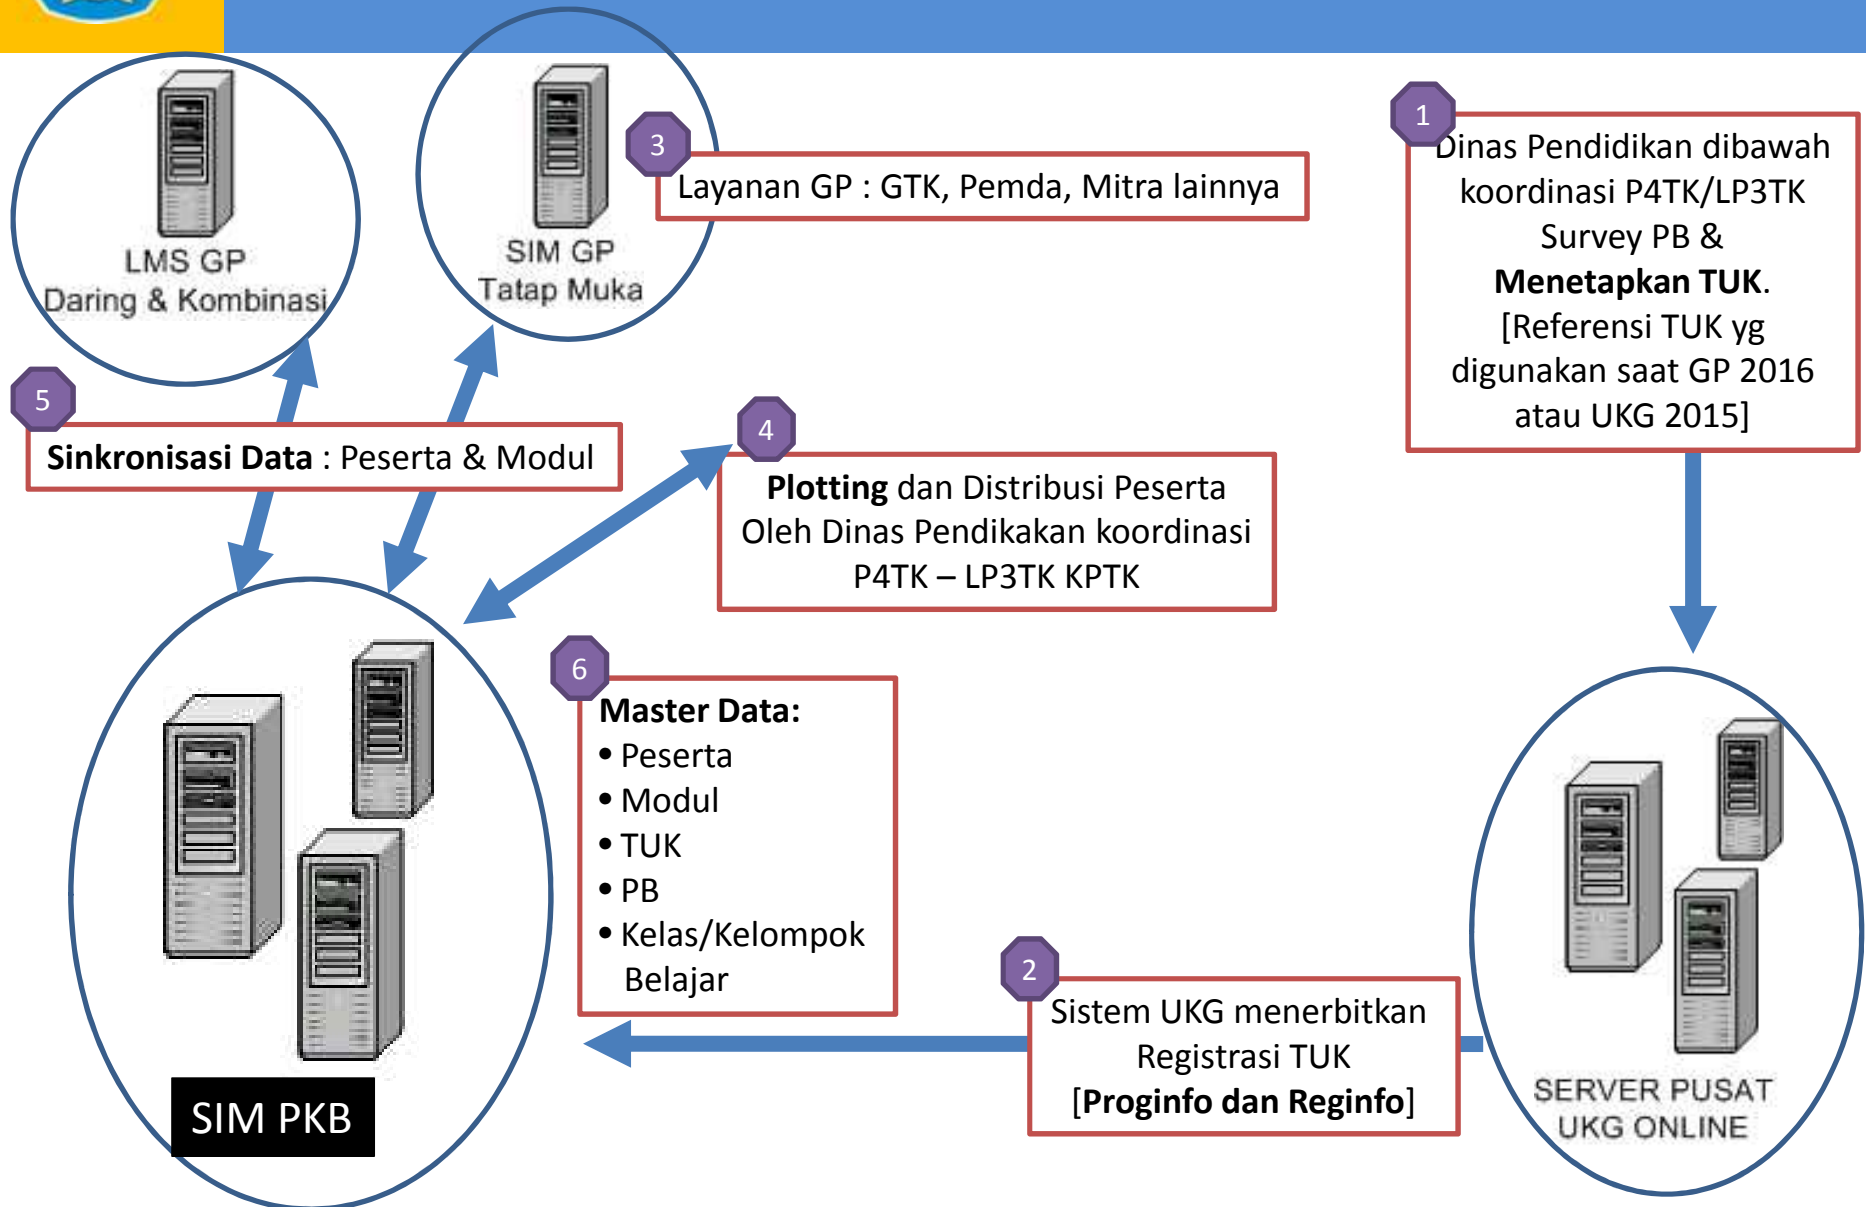 1
Dinas Pendidikan dibawah
koordinasi P4TK/LP3TK
Survey PB &
Menetapkan TUK.
[Referensi TUK yg
digunakan saat GP 2016
atau UKG 2015]
3
Layanan GP : GTK, Pemda, Mitra lainnya
LMS GP
Daring & Kombinasi
SIM GP
Tatap Muka
5
Sinkronisasi Data : Peserta & Modul
4
Plotting dan Distribusi Peserta
Oleh Dinas Pendikakan koordinasi
P4TK – LP3TK KPTK
6
Master Data:
• Peserta
• Modul
• TUK
• PB
• Kelas/Kelompok
Belajar
2
Sistem UKG menerbitkan
Registrasi TUK
[Proginfo dan Reginfo]
SIM PKB
SERVER PUSAT
UKG ONLINE